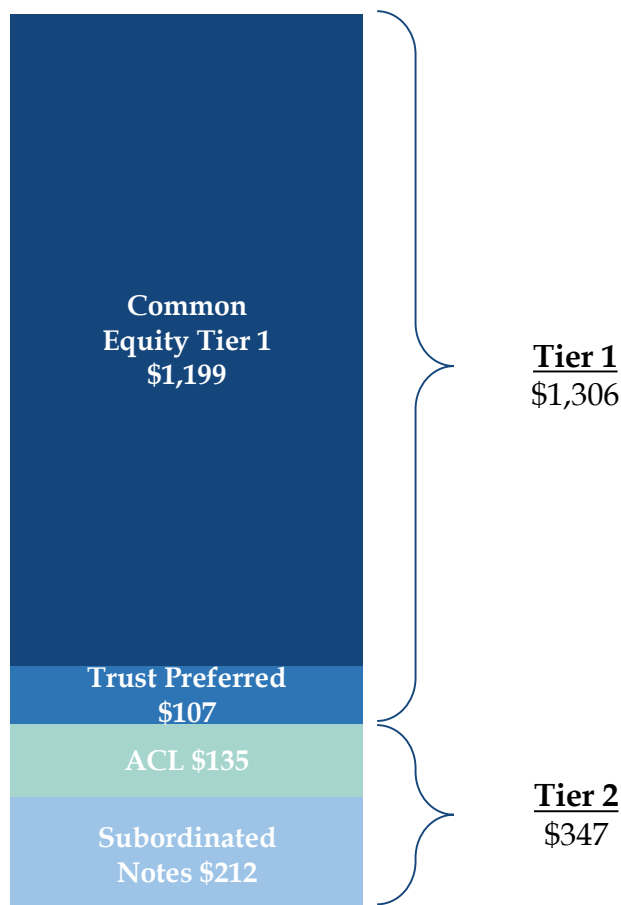 Common
Equity Tier 1
$1,199
Tier 1
$1,306
Trust Preferred
$107
ACL $135
Subordinated
Notes $212
Tier 2
$347